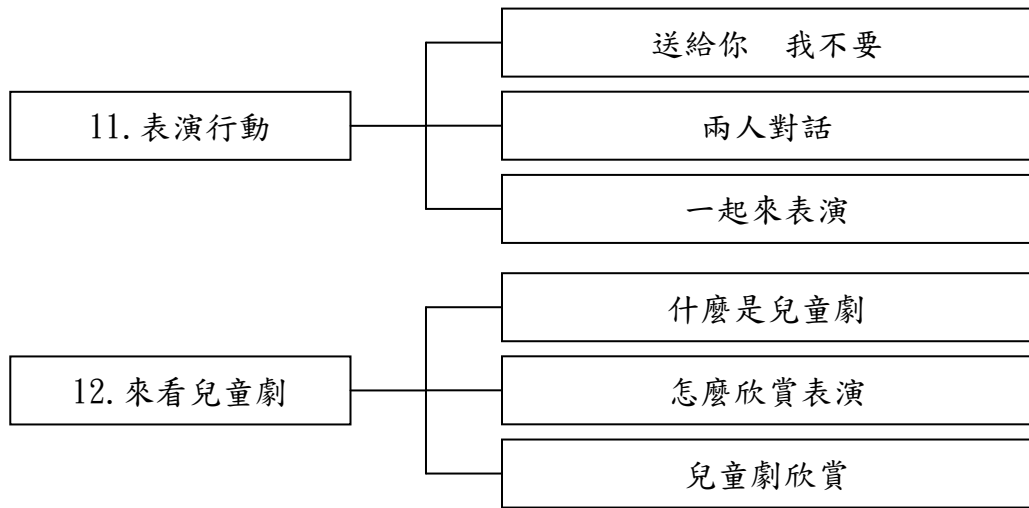 送給你　我不要
11.表演行動
兩人對話
一起來表演
什麼是兒童劇
12.來看兒童劇
怎麼欣賞表演
兒童劇欣賞